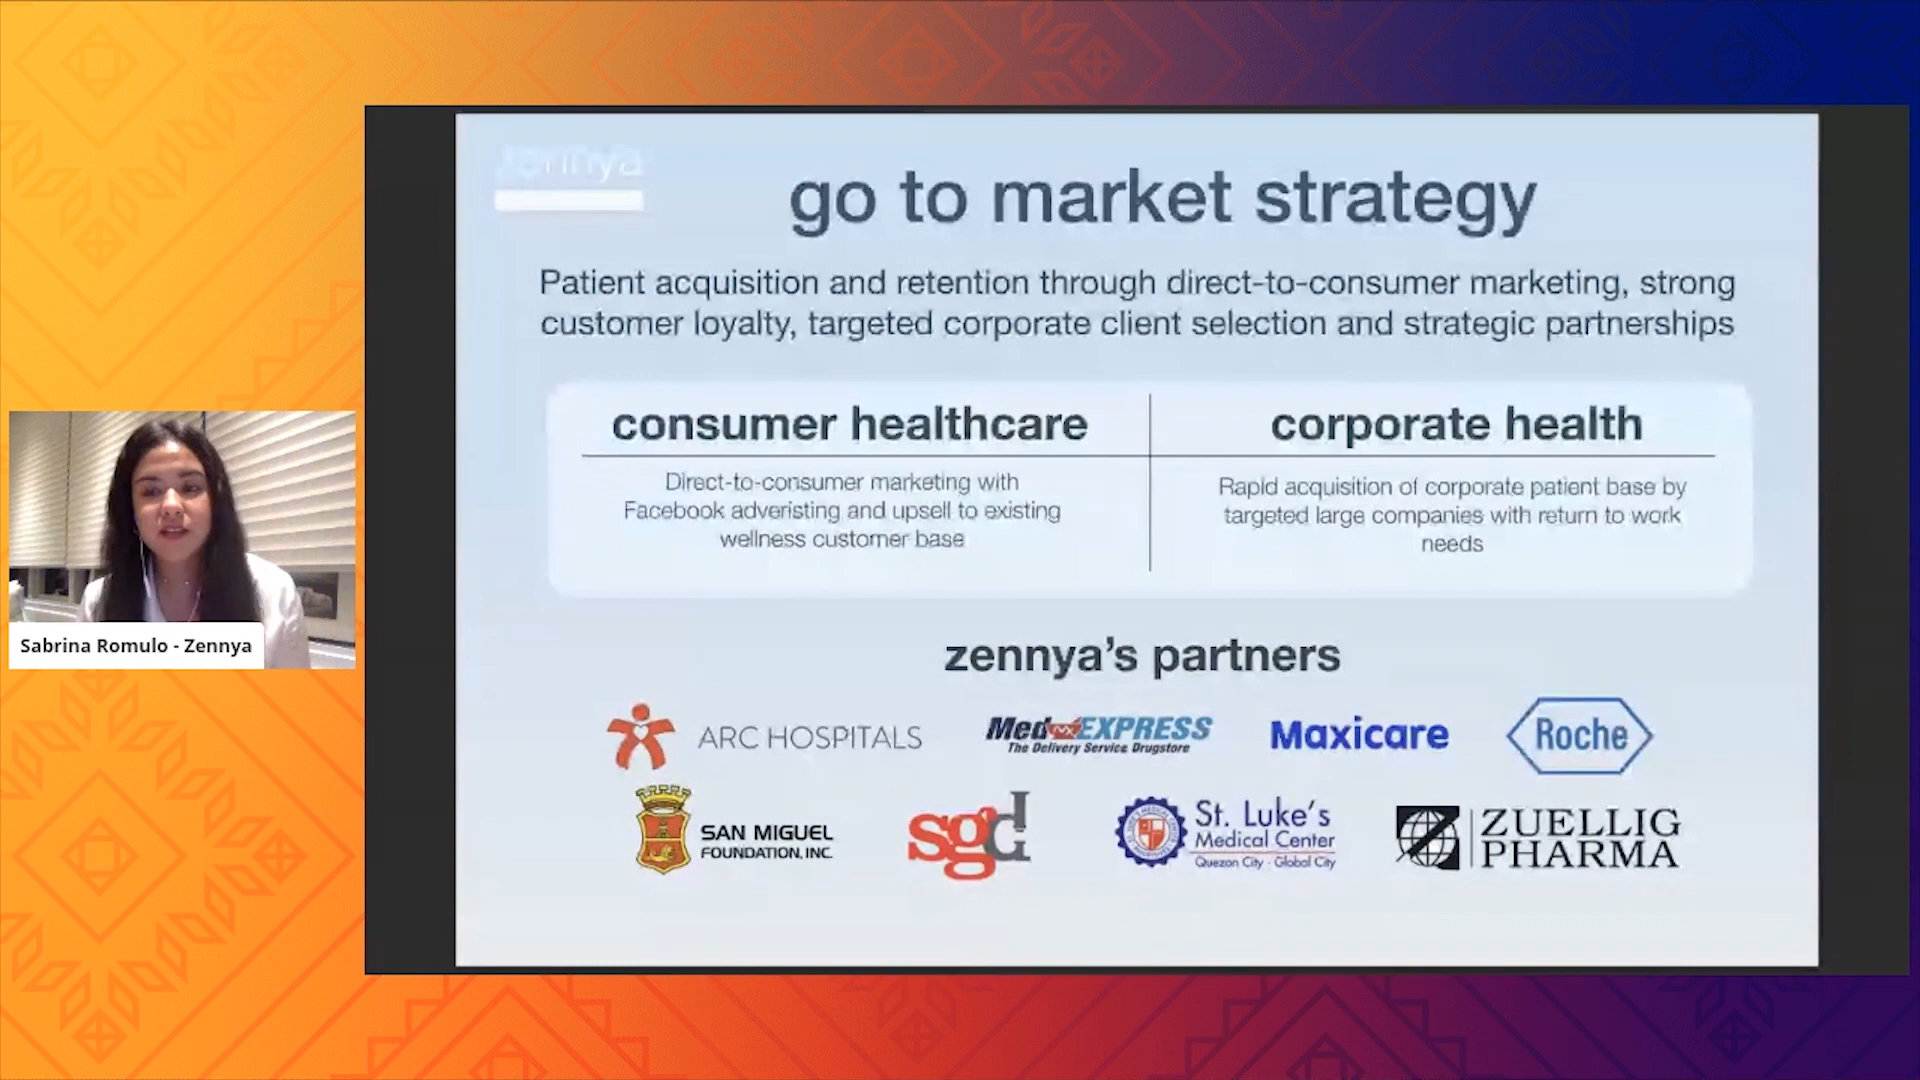 zennya
go to market strategy
Patient acquisition and retention through direct-to-consumer marketing, strong
customer loyalty, targeted corporate client selection and strategic partnerships
consumer healthcare
Direct-to-consumer marketing with
Facebook adveristing and upsell to existing
wellness customer base
corporate health
Rapid acquisition of corporate patient base by
targeted large companies with return to work
needs
Sabrina Romulo - Zennya
zennya's partners
ARC HOSPITALS
Med EXPRESS
The Delivery Service Drugstore
Maxicare
Roche
SAN MIGUEL
FOUNDATION, INC.
sgd
St. Luke's
Medical Center
Quezon City · Global City
ZUELLIG
PHARMA